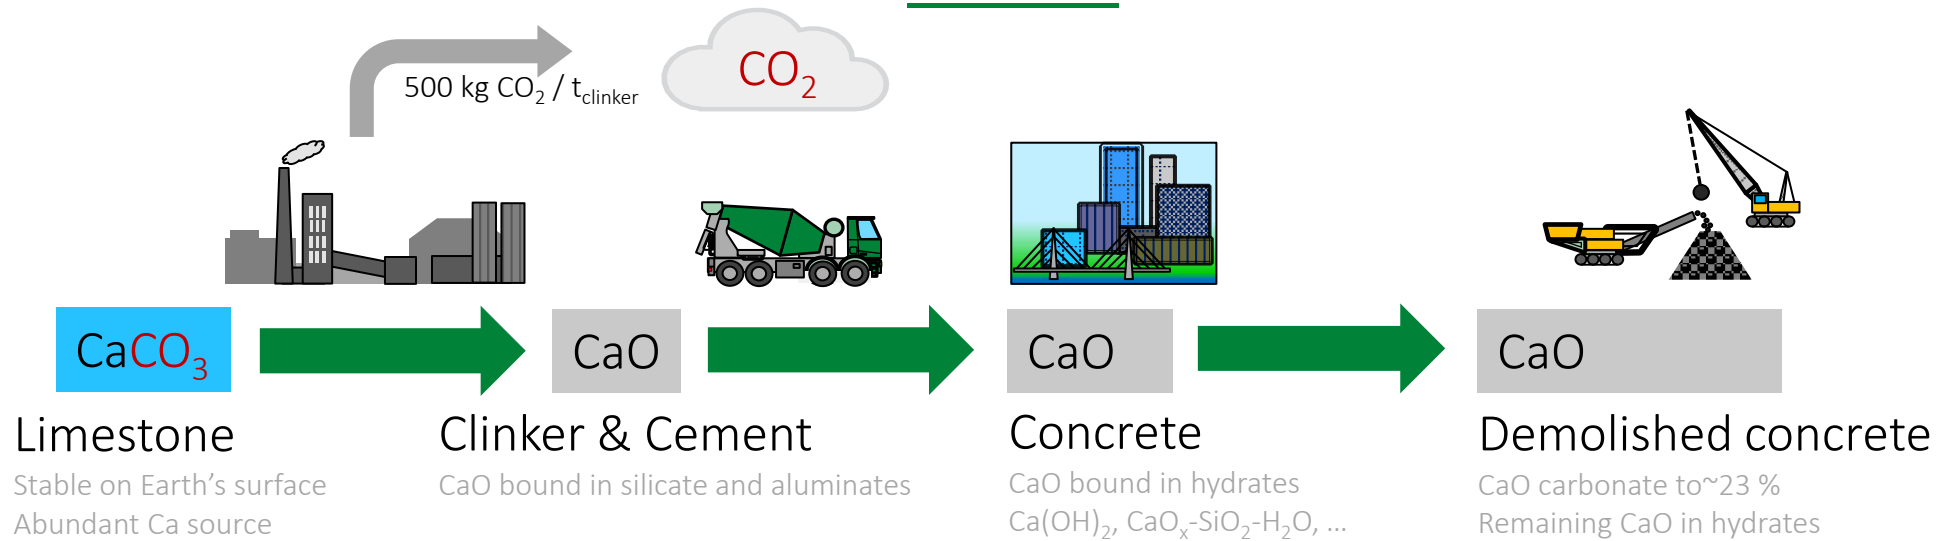 CO₂
500 kg CO₂ / t_clinker
CaCO₃
CaO
CaO
CaO
Limestone
Stable on Earth's surface
Abundant Ca source
Clinker & Cement
CaO bound in silicate and aluminates
Concrete
CaO bound in hydrates
Ca(OH)₂, CaOₓ-SiO₂-H₂O, ...
Demolished concrete
CaO carbonate to~23 %
Remaining CaO in hydrates